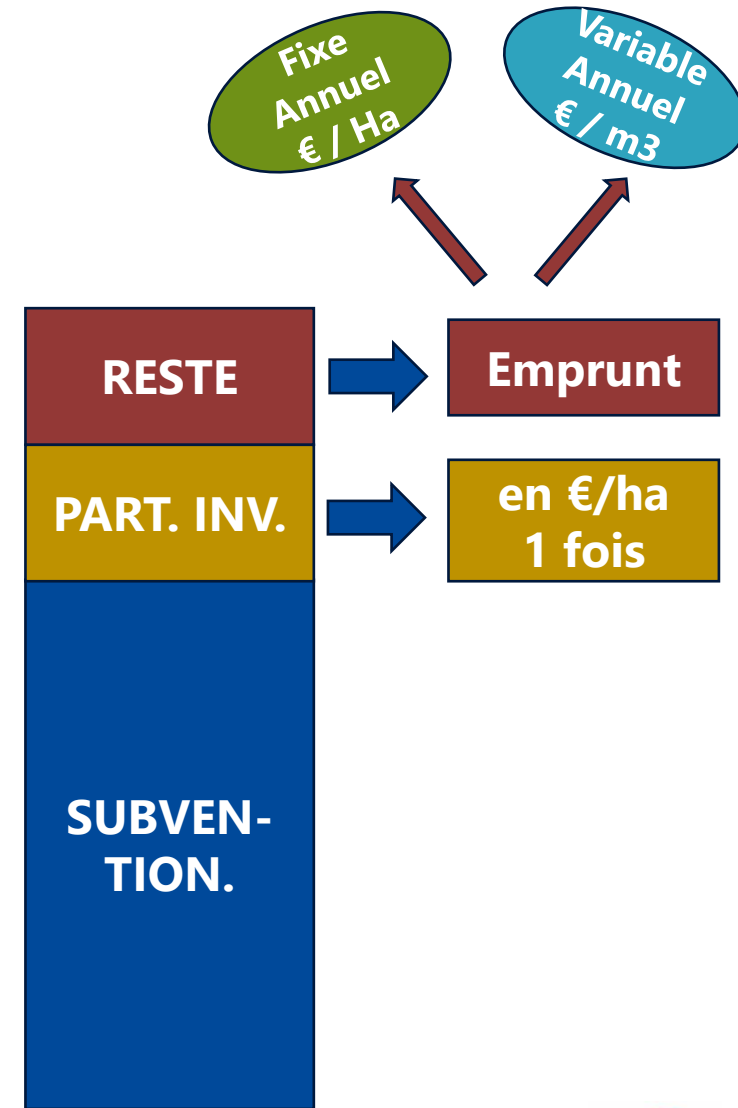 Fixe
Annuel
€ / Ha
Variable
Annuel
€ / m3
RESTE
Emprunt
PART. INV.
en €/ha
1 fois
SUBVEN-
TION.